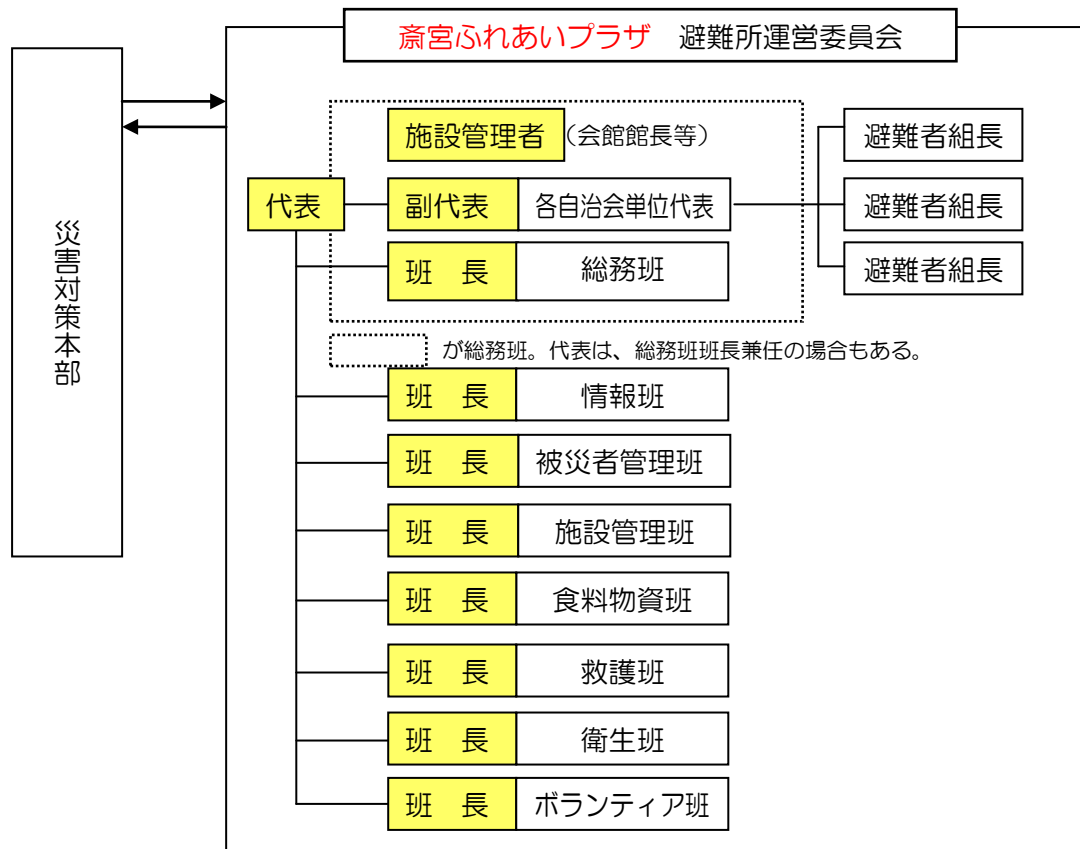 斎宮ふれあいプラザ　避難所運営委員会
災害対策本部
施設管理者（会館館長等）
代表
副代表　各自治会単位代表
班　長　総務班
避難者組長
避難者組長
避難者組長
が総務班。代表は、総務班班長兼任の場合もある。
班　長　情報班
班　長　被災者管理班
班　長　施設管理班
班　長　食料物資班
班　長　救護班
班　長　衛生班
班　長　ボランティア班